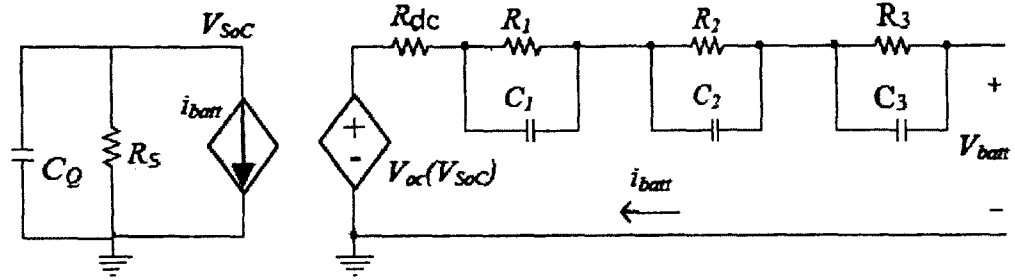 V_SoC
R_dc
R_1
R_2
R_3
C_1
C_2
C_3
i_batt
C_Q
R_S
+
-
V_oc(V_SoC)
i_batt
+
V_batt
-